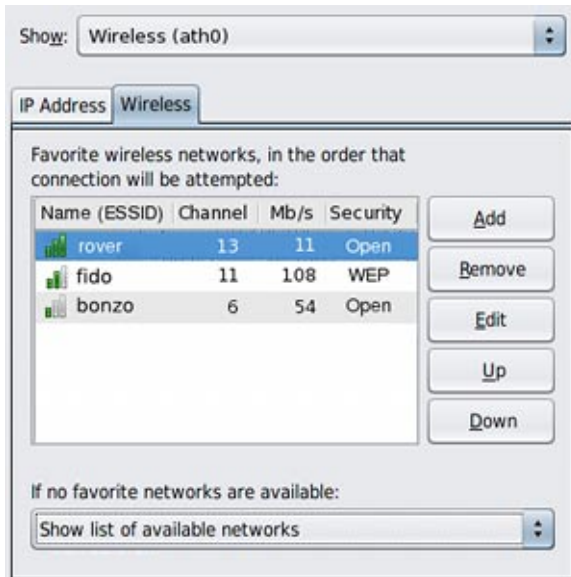 Show: Wireless (ath0)
IP Address Wireless
Favorite wireless networks, in the order that
connection will be attempted:
Name (ESSID) Channel Mb/s Security
rover 13 11 Open
fido 11 108 WEP
bonzo 6 54 Open
Add
Remove
Edit
Up
Down
If no favorite networks are available:
Show list of available networks